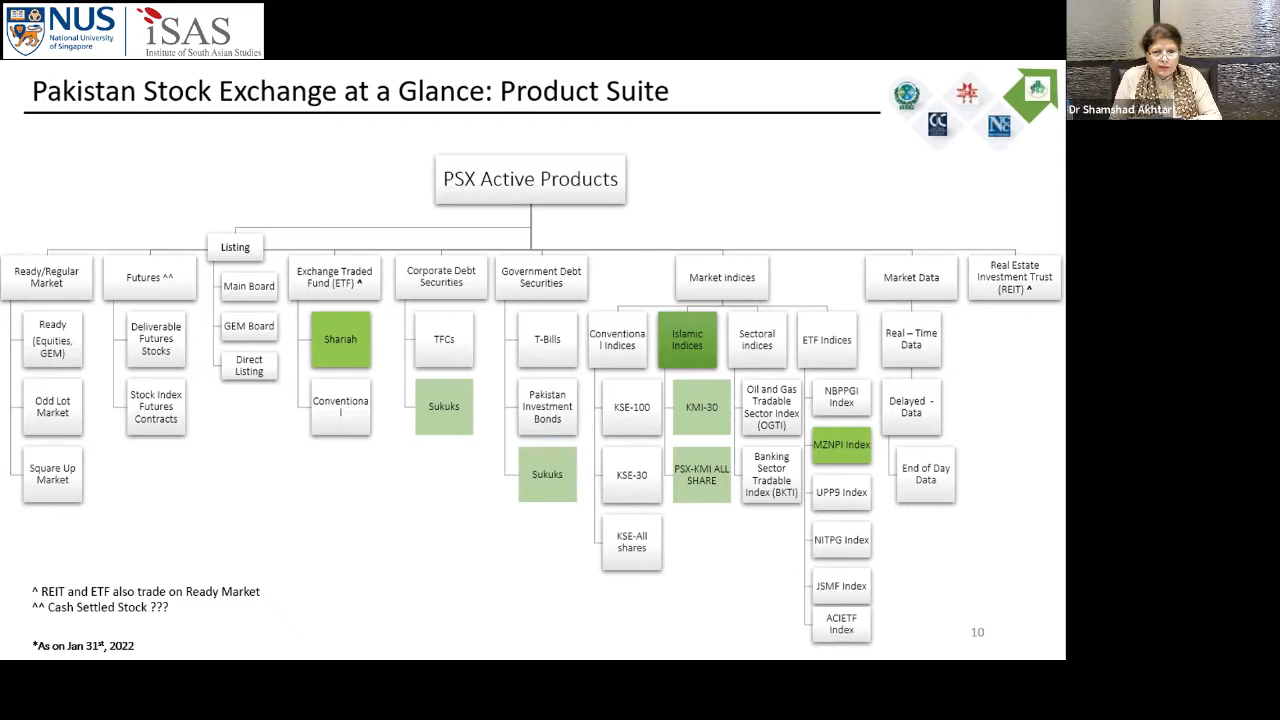 NUS
National University
of Singapore
iSAS
Institute of South Asian Studies
Pakistan Stock Exchange at a Glance: Product Suite
Dr Shamshad Akhtar
PSX Active Products
Listing
Main Board
GEM Board
Direct
Listing
Ready/Regular
Market
Ready
(Equities,
GEM)
Odd Lot
Market
Square Up
Market
Futures ^^
Deliverable
Futures
Stocks
Stock Index
Futures
Contracts
Exchange Traded
Fund (ETF) ^
Shariah
Conventiona
l
Corporate Debt
Securities
TFCs
Sukuks
Government Debt
Securities
T-Bills
Pakistan
Investment
Bonds
Sukuks
Market indices
Conventiona
l Indices
KSE-100
KSE-30
KSE-All
shares
Islamic
Indices
KMI-30
PSX-KMI ALL
SHARE
Sectoral
indices
Oil and Gas
Tradable
Sector Index
(OGTI)
Banking
Sector
Tradable
Index (BKTI)
ETF Indices
NBPPGI
Index
MZNPI Index
UPP9 Index
NITPG Index
JSMF Index
ACIETF
Index
Market Data
Real – Time
Data
Delayed -
Data
End of Day
Data
Real Estate
Investment Trust
(REIT) ^
^ REIT and ETF also trade on Ready Market
^^ Cash Settled Stock ???
*As on Jan 31st, 2022
10